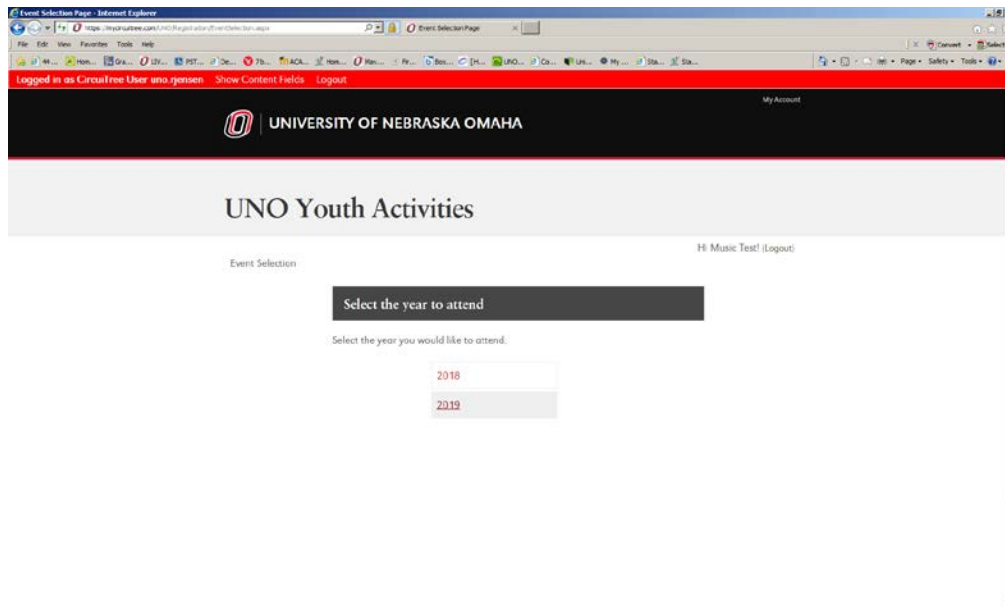 Event Selection Page - Internet Explorer
Event Selection Page
File Edit View Favorites Tools Help
Convert Select
Page Safety Tools
Logged in as CircuiTree User uno.rjensen Show Content Fields Logout
My Account
UNIVERSITY OF NEBRASKA OMAHA
UNO Youth Activities
Hi Music Test! (Logout)
Event Selection
Select the year to attend
Select the year you would like to attend.
2018
2019